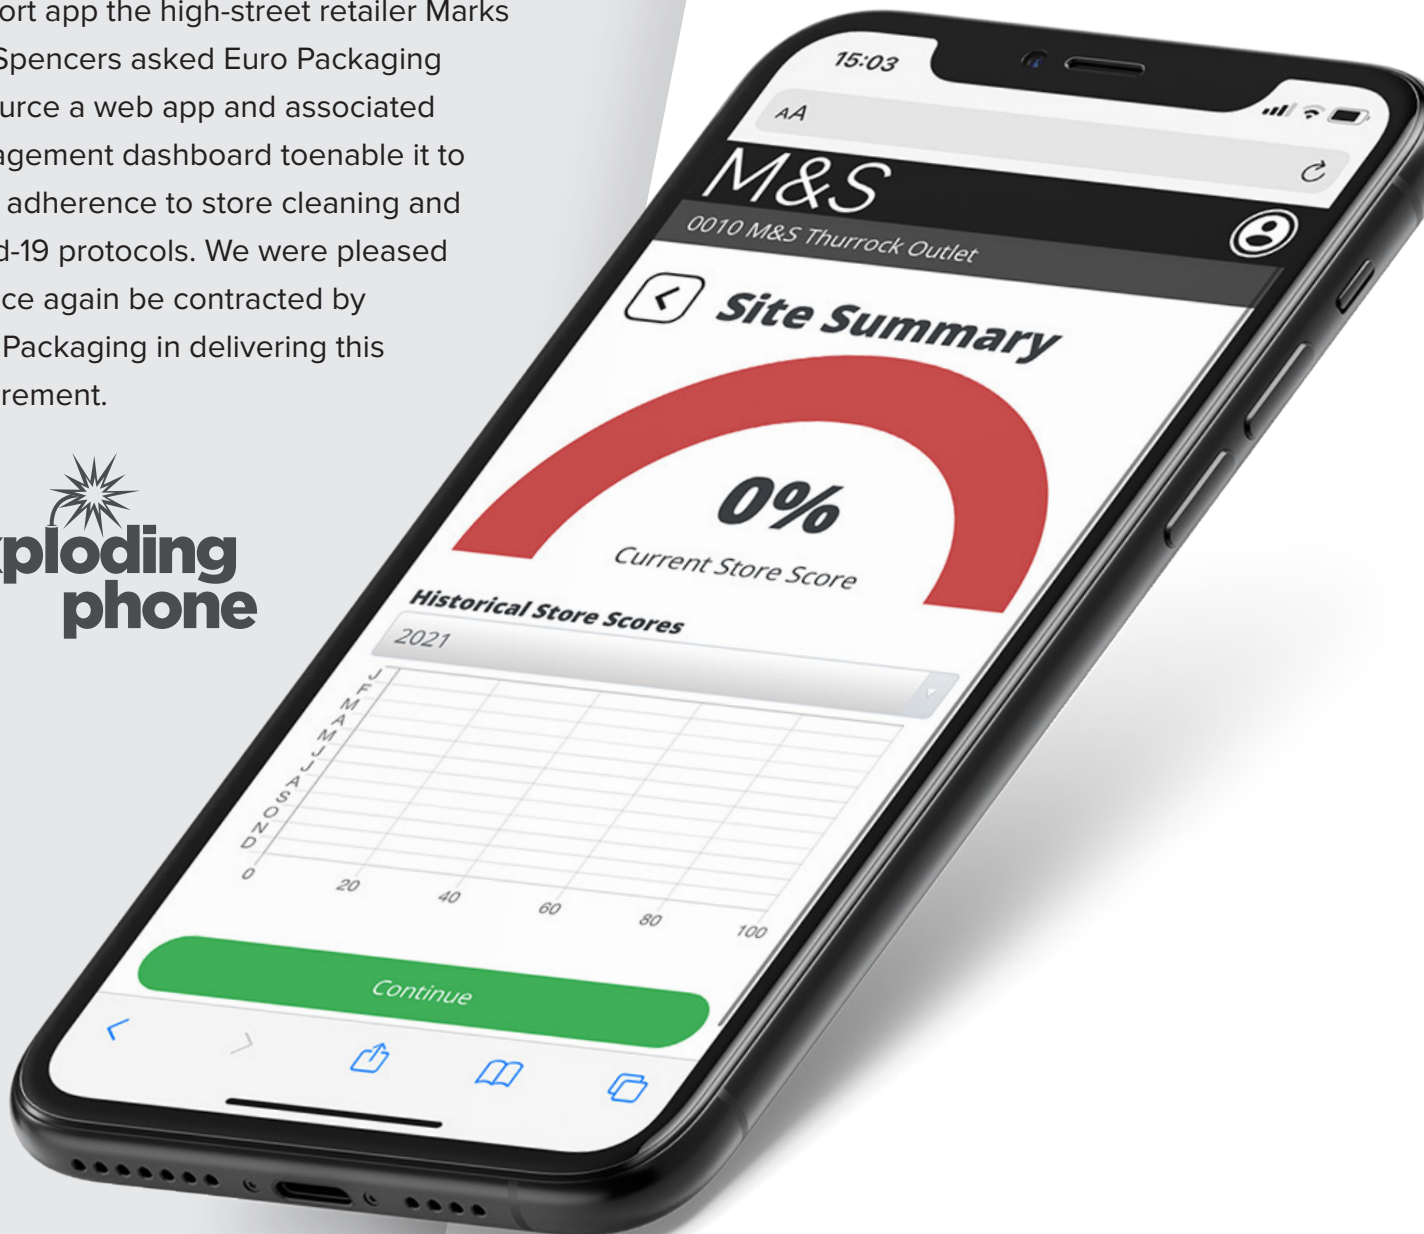 ort app the high-street retailer Marks
Spencers asked Euro Packaging
urce a web app and associated
agement dashboard toenable it to
adherence to store cleaning and
d-19 protocols. We were pleased
ce again be contracted by
Packaging in delivering this
rement.
xploding
phone
15:03
AA
M&S
0010 M&S Thurrock Outlet
Site Summary
0%
Current Store Score
Historical Store Scores
2021
J
F
M
A
M
J
J
A
S
O
N
D
0 20 40 60 80 100
Continue